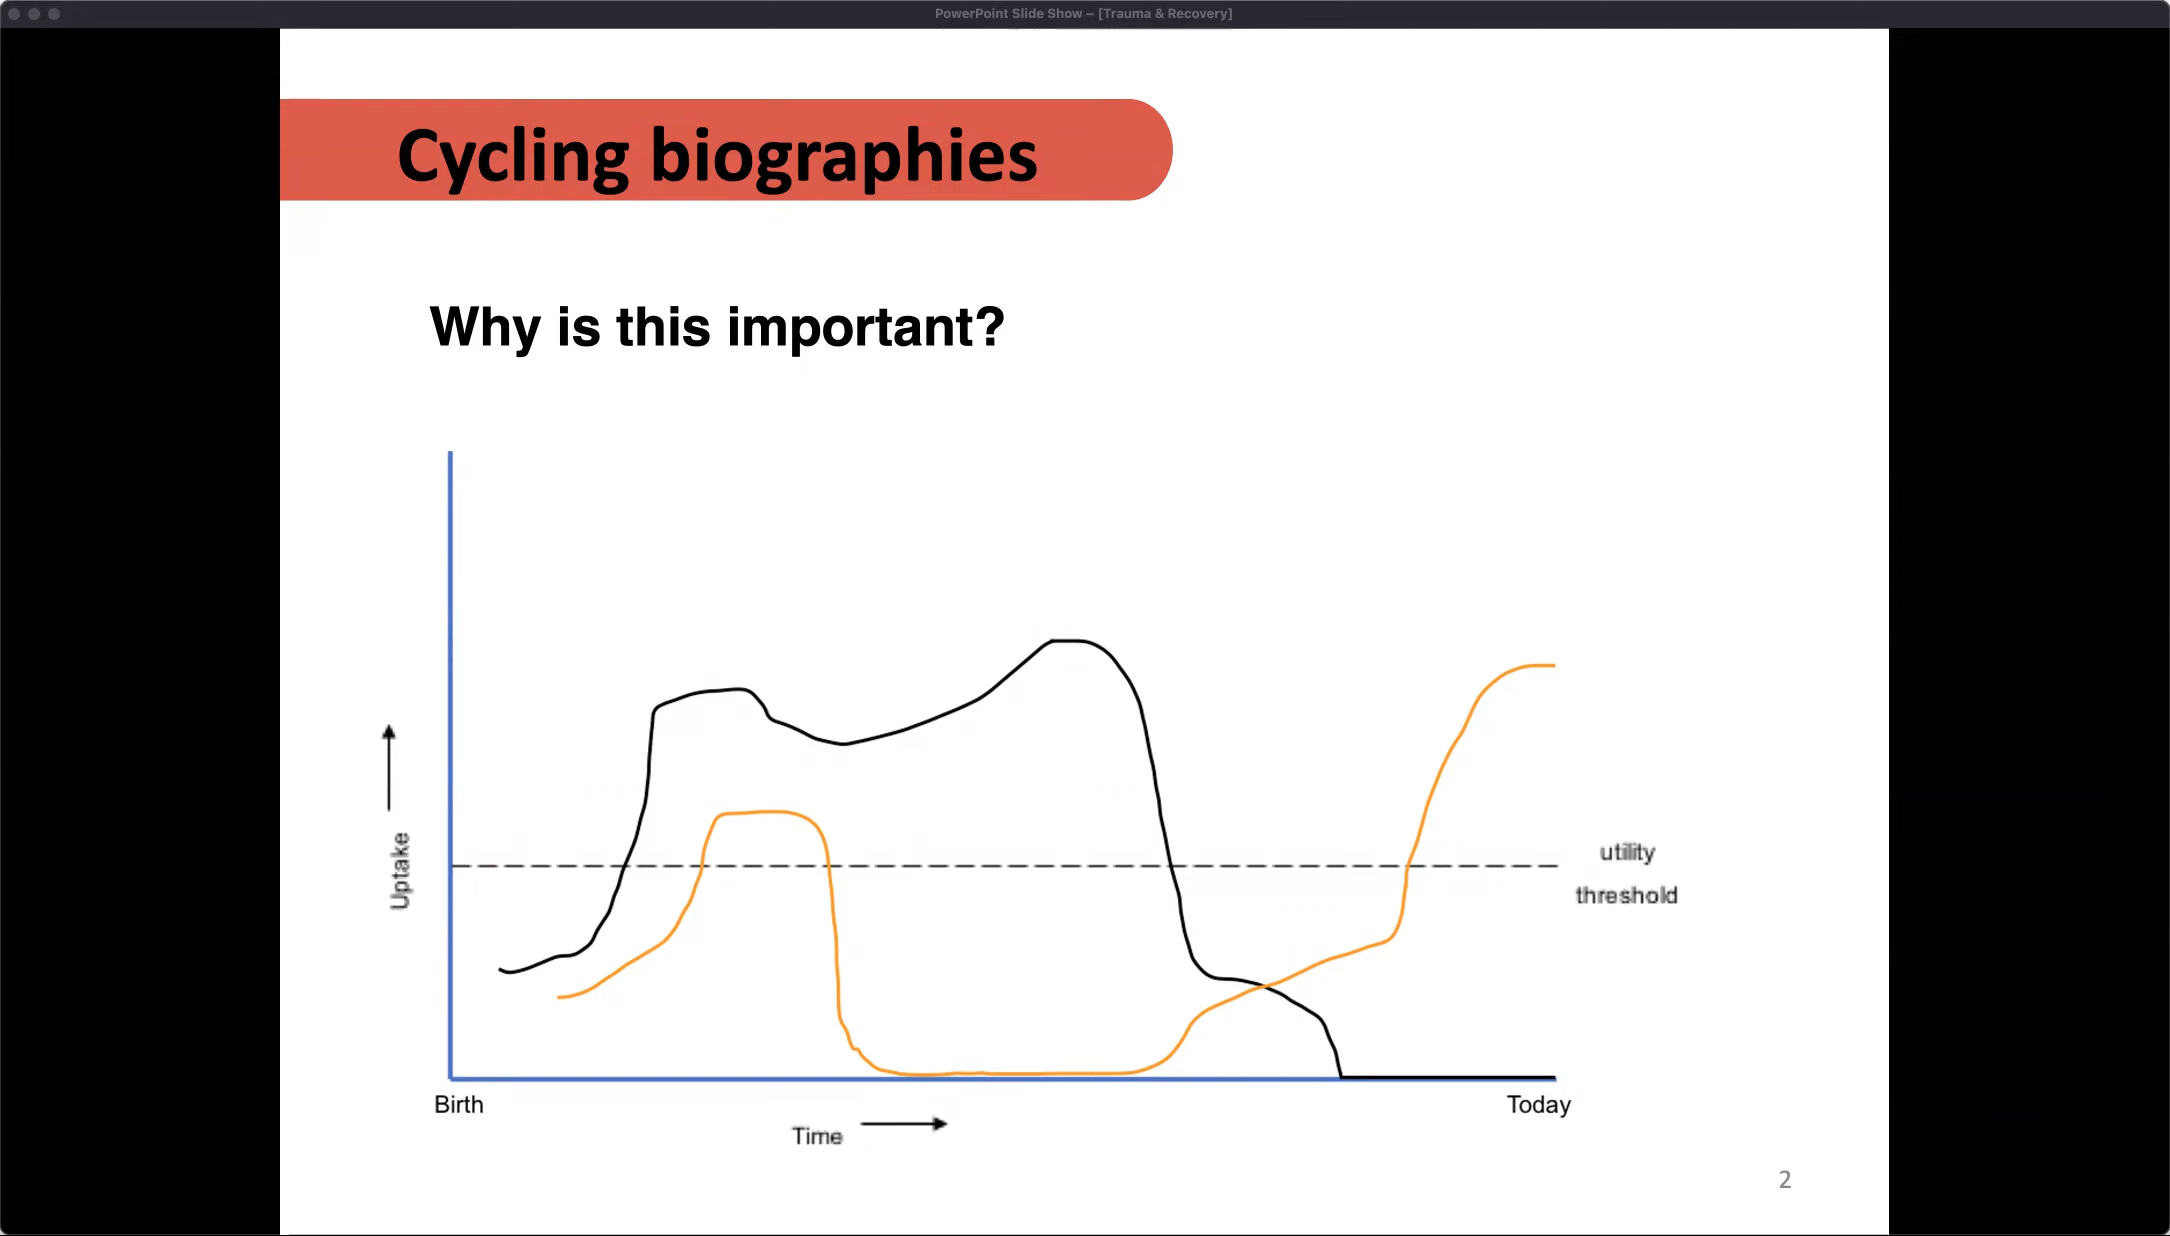 PowerPoint Slide Show – [Trauma & Recovery]
Cycling biographies
Why is this important?
Uptake
utility
threshold
Birth
Today
Time
2